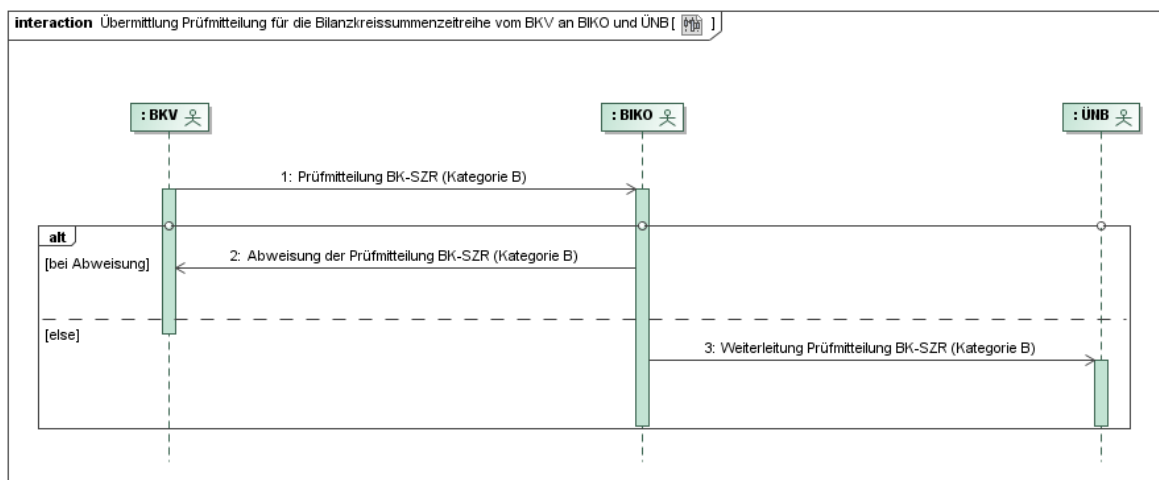 interaction Übermittlung Prüfmitteilung für die Bilanzkreissummenzeitreihe vom BKV an BIKO und ÜNB [ ]
: BKV
: BIKO
: ÜNB
1: Prüfmitteilung BK-SZR (Kategorie B)
alt
[bei Abweisung]
2: Abweisung der Prüfmitteilung BK-SZR (Kategorie B)
[else]
3: Weiterleitung Prüfmitteilung BK-SZR (Kategorie B)